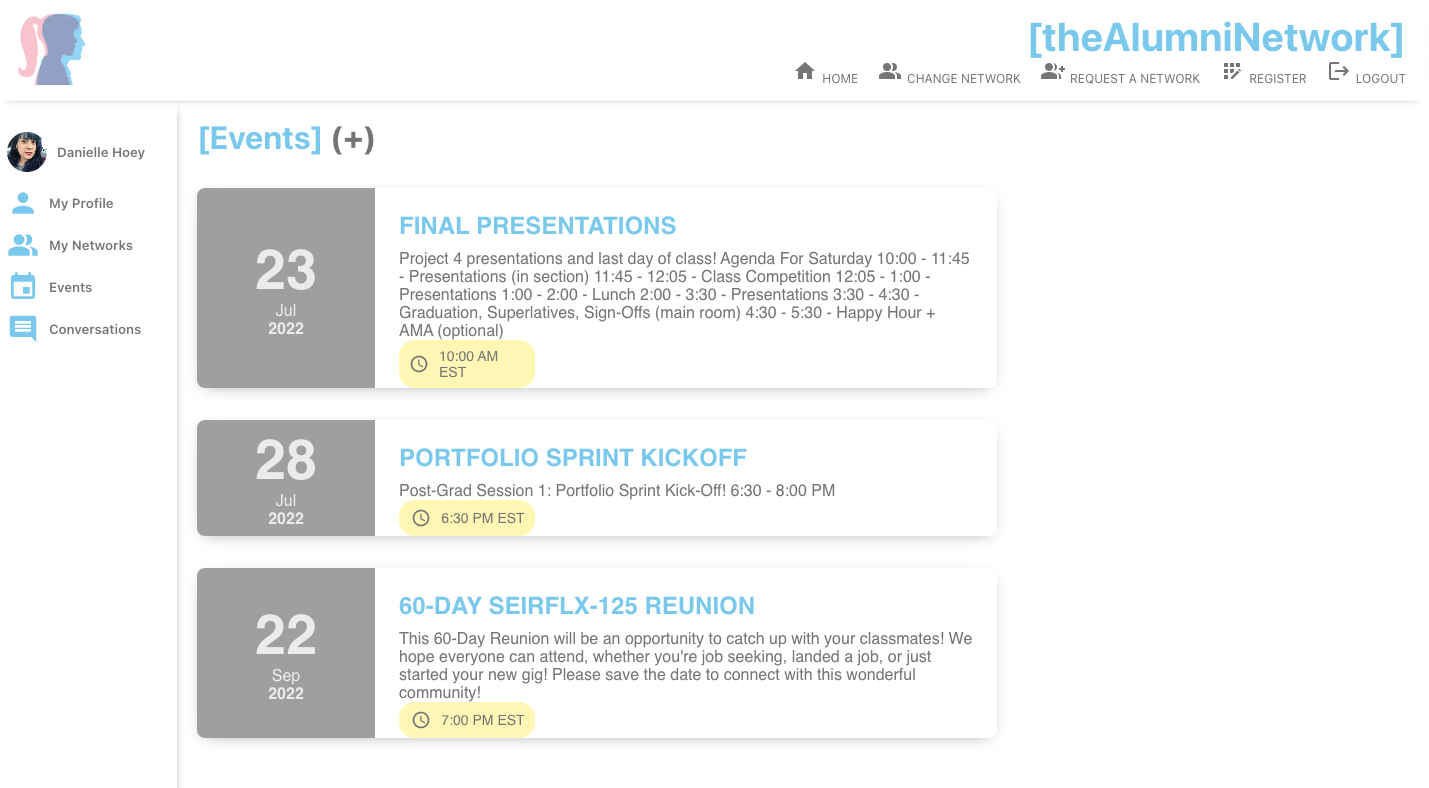 [theAlumniNetwork]
HOME CHANGE NETWORK REQUEST A NETWORK REGISTER LOGOUT
Danielle Hoey
My Profile
My Networks
Events
Conversations
[Events] (+)
23
Jul
2022
FINAL PRESENTATIONS
Project 4 presentations and last day of class! Agenda For Saturday 10:00 - 11:45
- Presentations (in section) 11:45 - 12:05 - Class Competition 12:05 - 1:00 -
Presentations 1:00 - 2:00 - Lunch 2:00 - 3:30 - Presentations 3:30 - 4:30 -
Graduation, Superlatives, Sign-Offs (main room) 4:30 - 5:30 - Happy Hour +
AMA (optional)
10:00 AM
EST
28
Jul
2022
PORTFOLIO SPRINT KICKOFF
Post-Grad Session 1: Portfolio Sprint Kick-Off! 6:30 - 8:00 PM
6:30 PM EST
22
Sep
2022
60-DAY SEIRFLX-125 REUNION
This 60-Day Reunion will be an opportunity to catch up with your classmates! We
hope everyone can attend, whether you're job seeking, landed a job, or just
started your new gig! Please save the date to connect with this wonderful
community!
7:00 PM EST